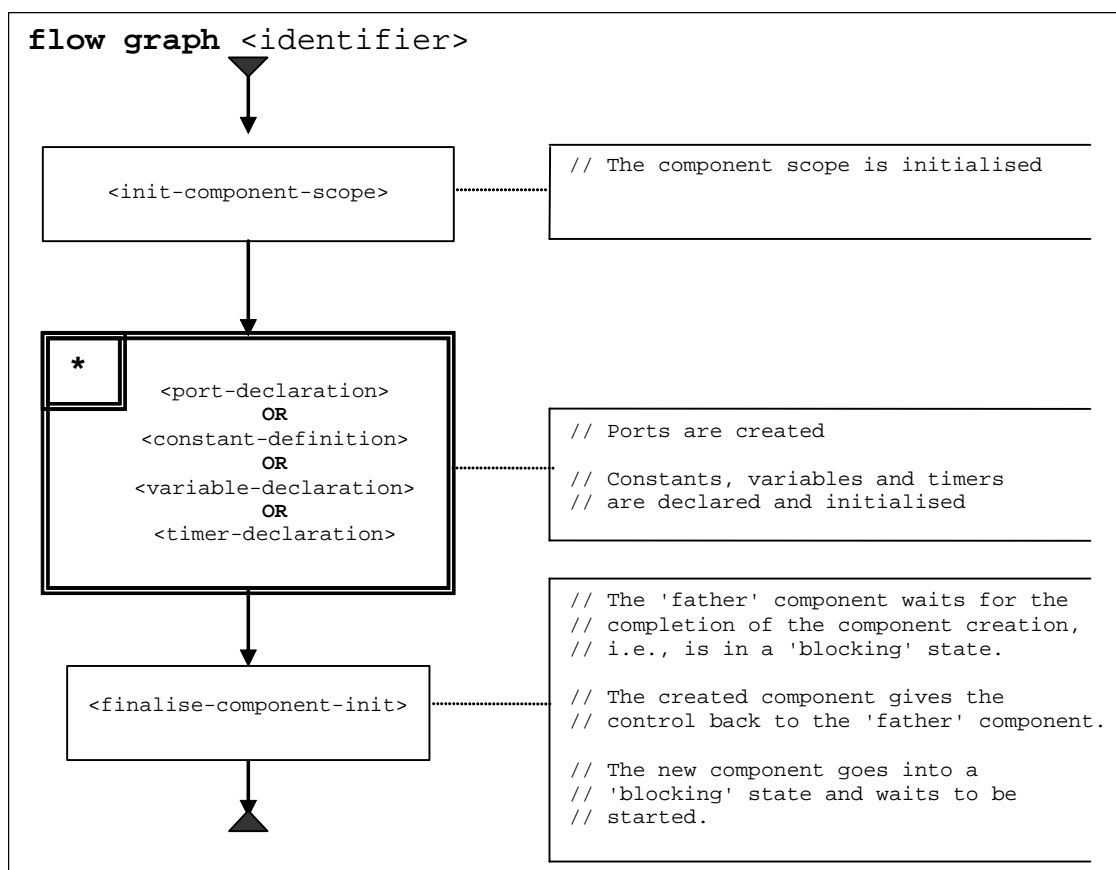 flow graph <identifier>
<init-component-scope>
// The component scope is initialised
*
<port-declaration>
OR
<constant-definition>
OR
<variable-declaration>
OR
<timer-declaration>
// Ports are created
// Constants, variables and timers
// are declared and initialised
<finalise-component-init>
// The 'father' component waits for the
// completion of the component creation,
// i.e., is in a 'blocking' state.
// The created component gives the
// control back to the 'father' component.
// The new component goes into a
// 'blocking' state and waits to be
// started.